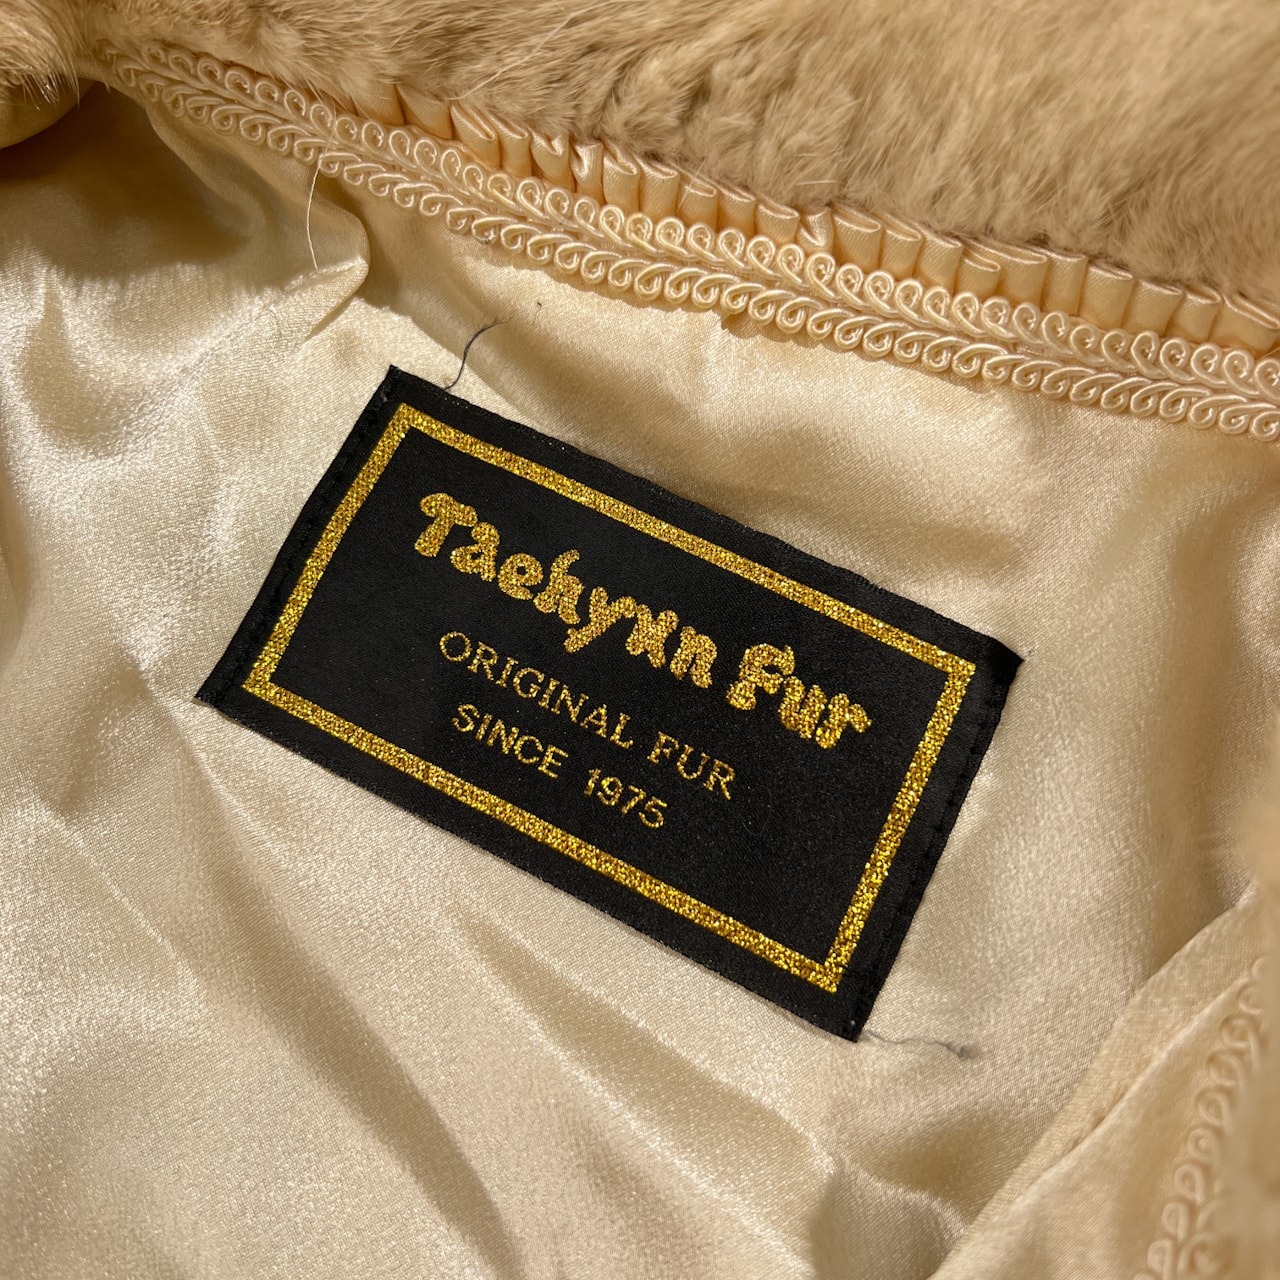 Taehyun Fur
ORIGINAL FUR
SINCE 1975